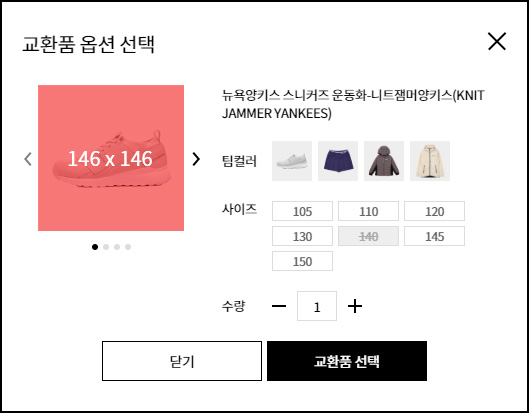 교환품 옵션 선택
146 x 146
뉴욕양키스 스니커즈 운동화-니트잼머양키스(KNIT
JAMMER YANKEES)
팀컬러
사이즈
105 110 120
130 140 145
150
수량
1
닫기
교환품 선택